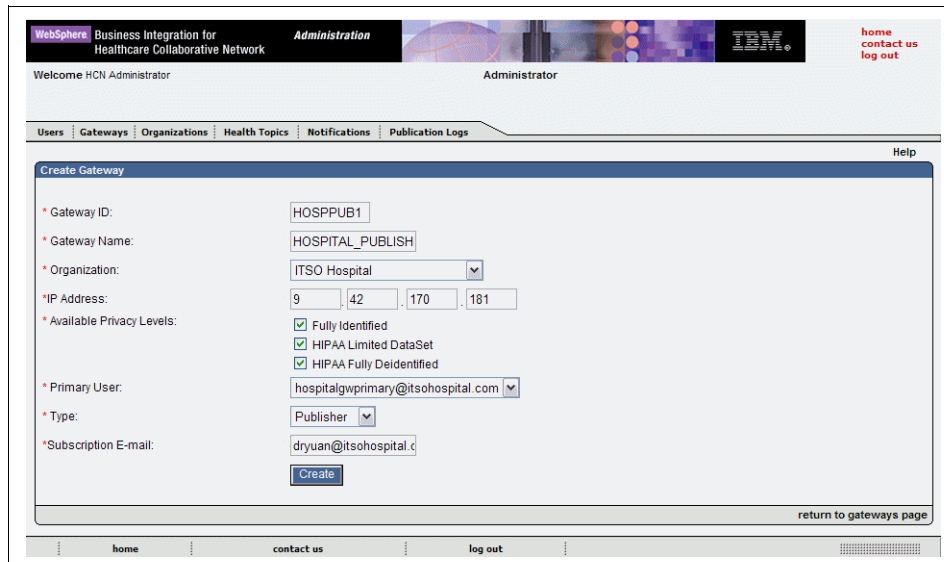 WebSphere Business Integration for Healthcare Collaborative Network
Administration
IBM.
home
contact us
log out
Welcome HCN Administrator
Administrator
Users Gateways Organizations Health Topics Notifications Publication Logs
Help
Create Gateway
* Gateway ID: HOSPPUB1
* Gateway Name: HOSPITAL_PUBLISH
* Organization: ITSO Hospital
*IP Address: 9 . 42 . 170 . 181
* Available Privacy Levels:
Fully Identified
HIPAA Limited DataSet
HIPAA Fully Deidentified
* Primary User: hospitalgwprimary@itsohospital.com
* Type: Publisher
*Subscription E-mail: dryuan@itsohospital.c
Create
return to gateways page
home contact us log out